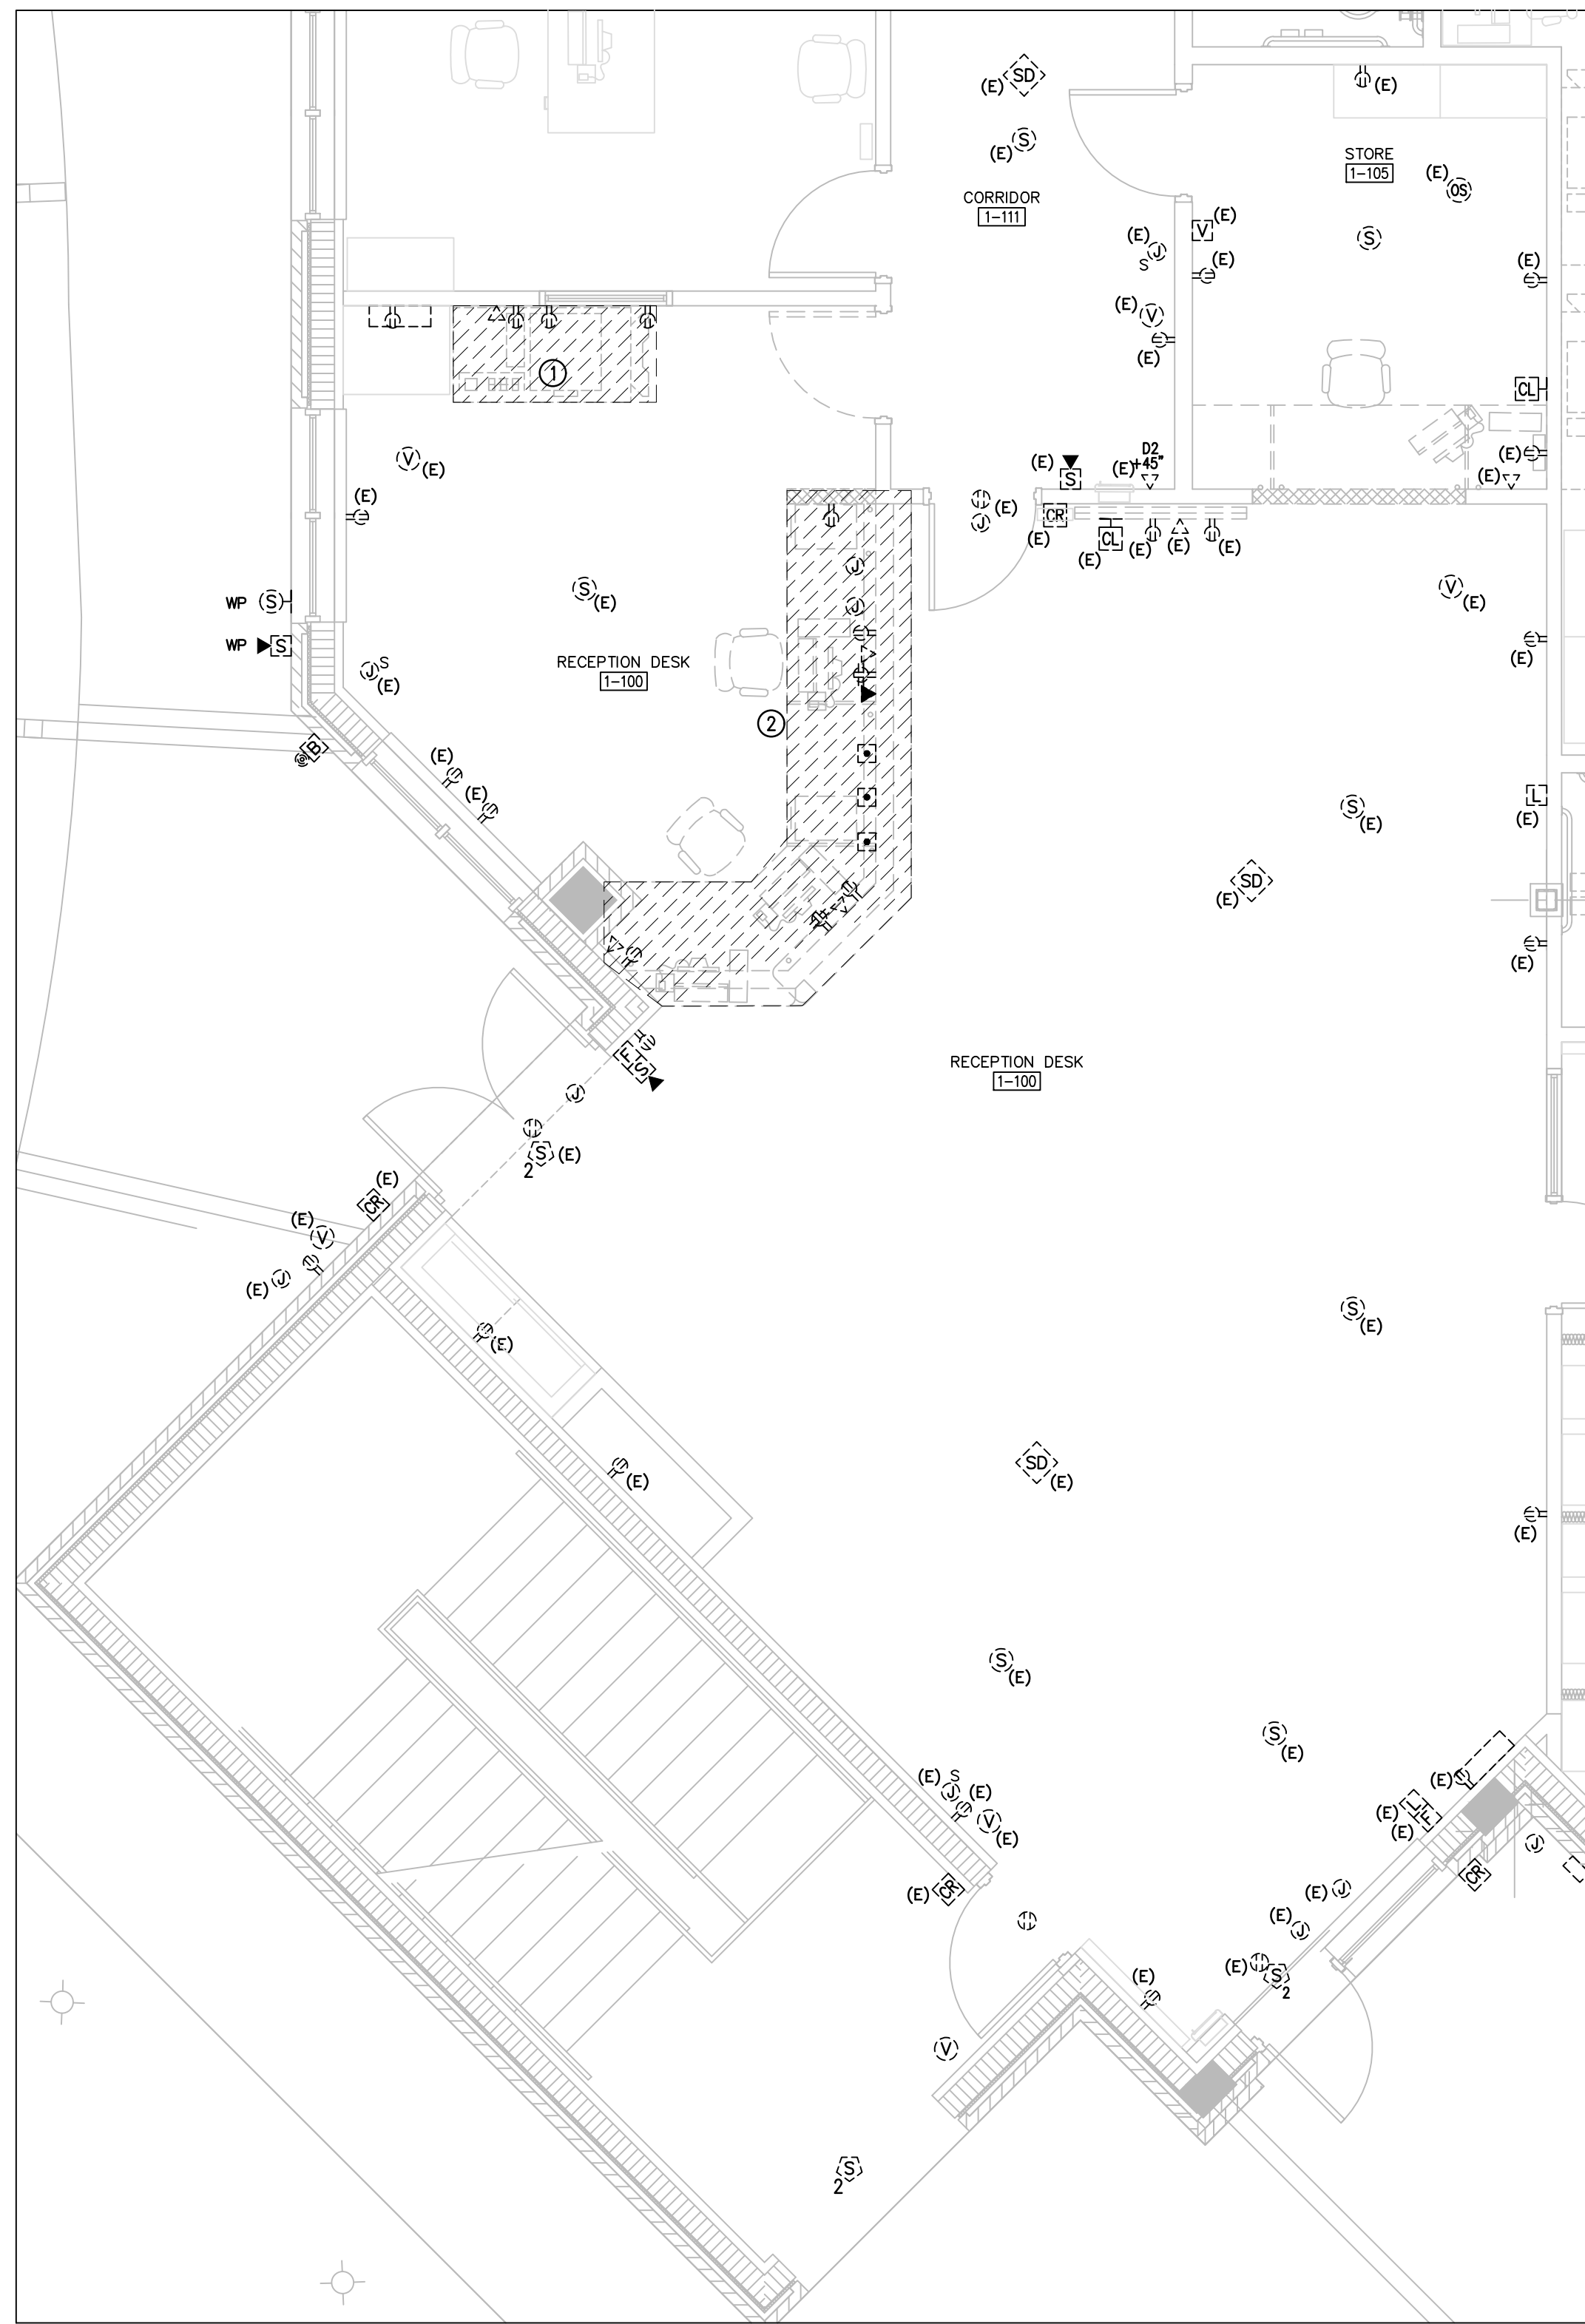 (E) SD
(E)
(E) S
STORE
1-105
(E) OS
CORRIDOR
1-111
S
(E) J
S
V (E)
(E)
(E)
(E) V
(E)
1
CL
V (E)
(E)
(E) S
D2
(E) +45"
(E)
(E)
(E)
J
CR
(E)
CL
(E)
(E)
(E)
(E)
J
S (E)
V (E)
WP S
WP S
J
RECEPTION DESK
1-100
J S
(E)
(E)
2
B
(E)
(E)
L
(E)
S (E)
SD
(E)
(E)
F
S
RECEPTION DESK
1-100
J
S (E)
2
(E)
CR
(E) V
(E) J
S (E)
(E)
(E)
SD (E)
(E)
S (E)
S (E)
(E) S
J (E)
V (E)
(E)
(E) L
(E) F
J
(E) CR
CR
(E) J
(E) J
(E) S
2
(E)
V
S
2